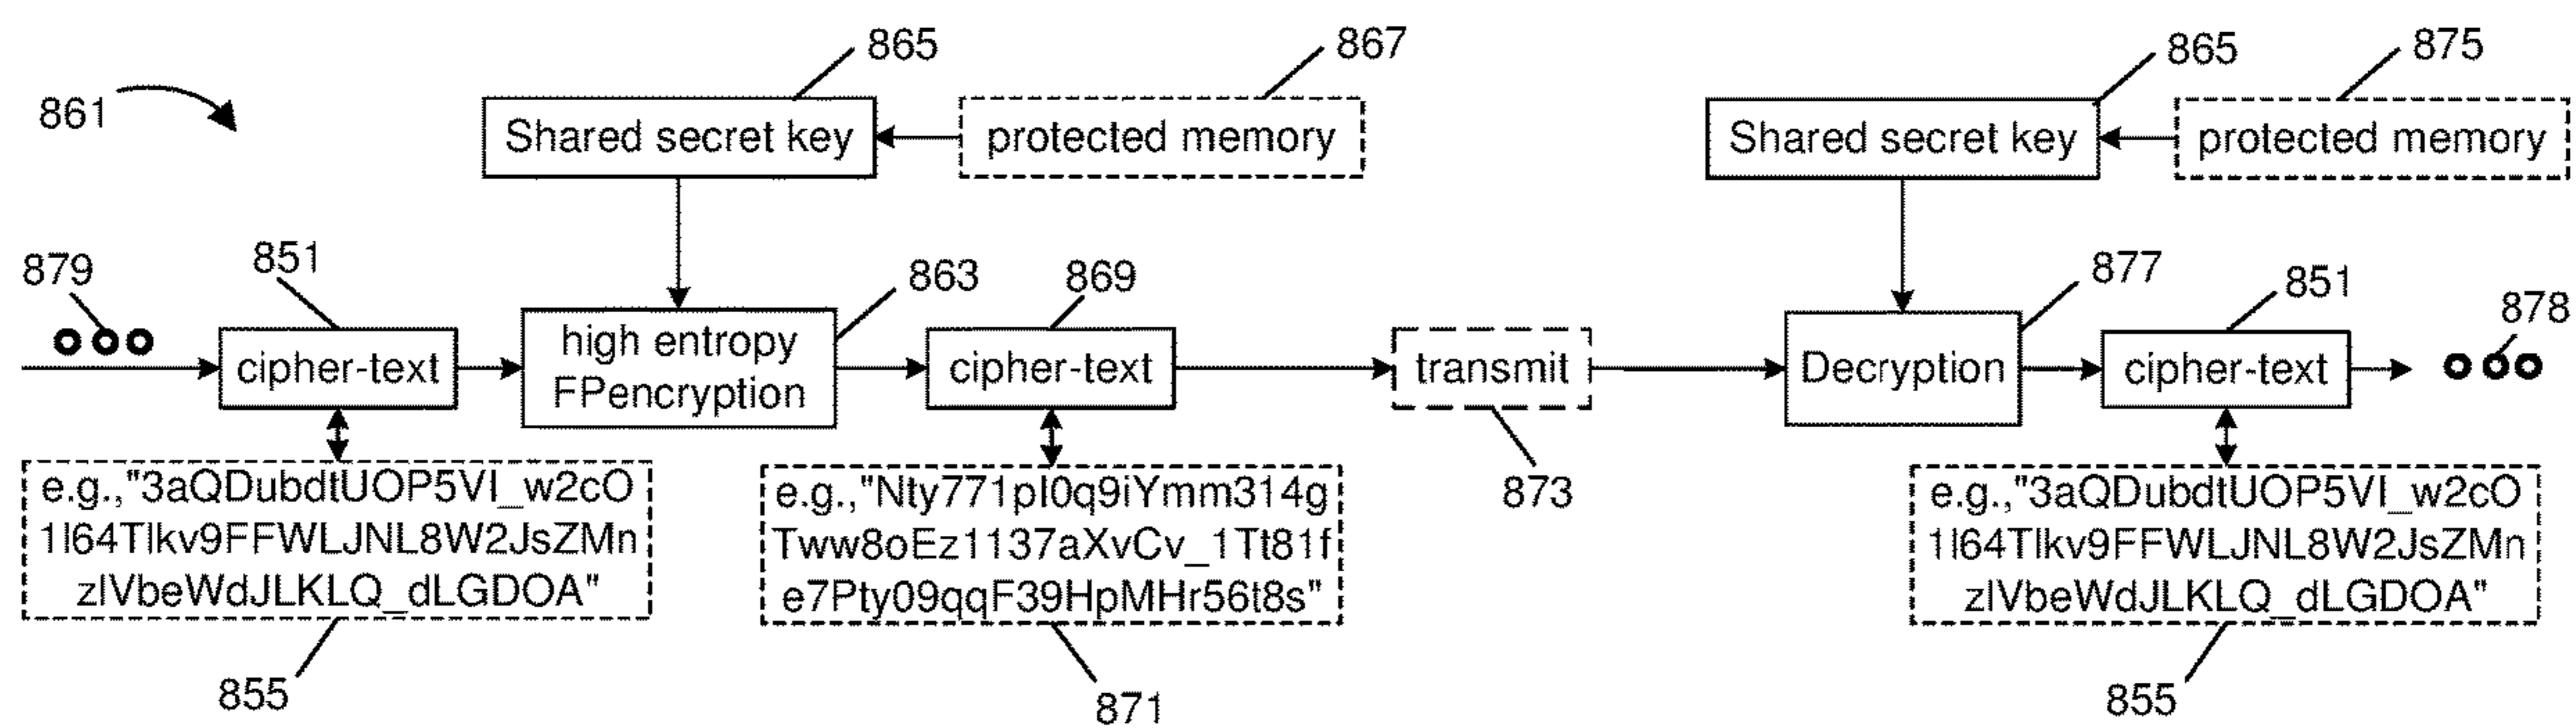 861
865
867
865
875
Shared secret key
protected memory
Shared secret key
protected memory
879
851
863
869
877
851
878
cipher-text
high entropy
FPencryption
cipher-text
transmit
Decryption
cipher-text
e.g.,"3aQDubdtUOP5VI_w2cO
1l64Tlkv9FFWLJNL8W2JsZMn
zlVbeWdJLKLQ_dLGDOA"
855
e.g.,"Nty771pI0q9iYmm314g
Tww8oEz1137aXvCv_1Tt81f
e7Pty09qqF39HpMHr56t8s"
871
873
e.g.,"3aQDubdtUOP5VI_w2cO
1l64Tlkv9FFWLJNL8W2JsZMn
zlVbeWdJLKLQ_dLGDOA"
855